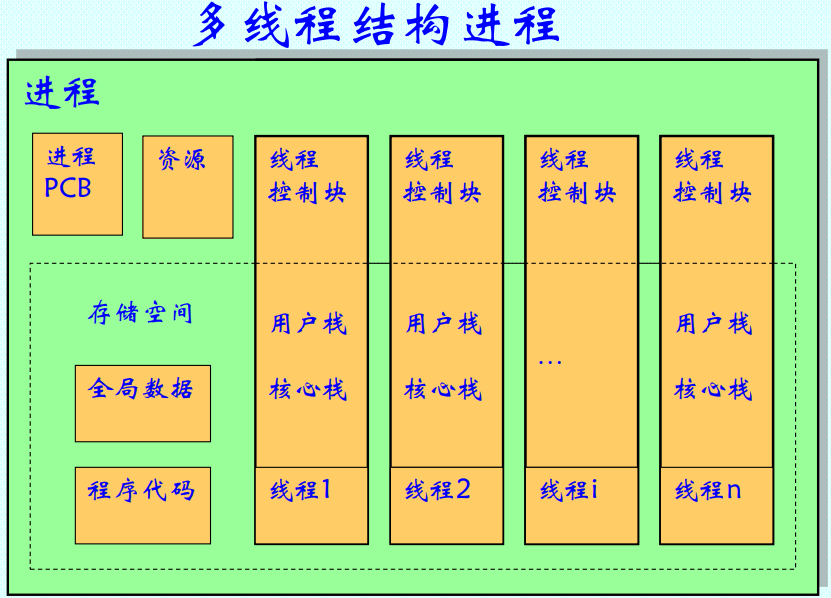 多线程结构进程
进程
进程
PCB
资源
线程
控制块
线程
控制块
线程
控制块
线程
控制块
存储空间
全局数据
程序代码
用户栈
核心栈
线程1
用户栈
核心栈
线程2
…
线程i
用户栈
核心栈
线程n